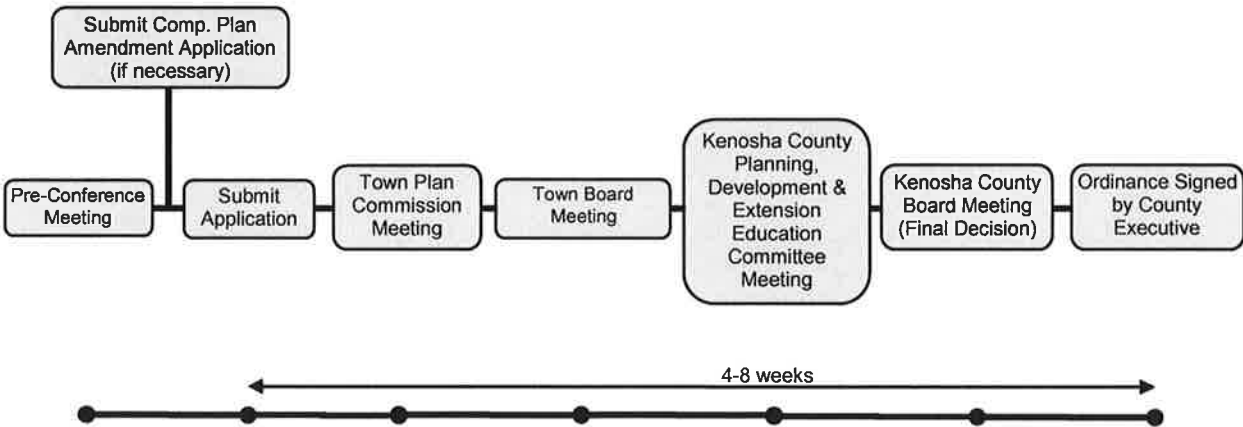 Submit Comp. Plan
Amendment Application
(if necessary)
Pre-Conference
Meeting
Submit
Application
Town Plan
Commission
Meeting
Town Board
Meeting
Kenosha County
Planning,
Development &
Extension
Education
Committee
Meeting
Kenosha County
Board Meeting
(Final Decision)
Ordinance Signed
by County
Executive
4-8 weeks